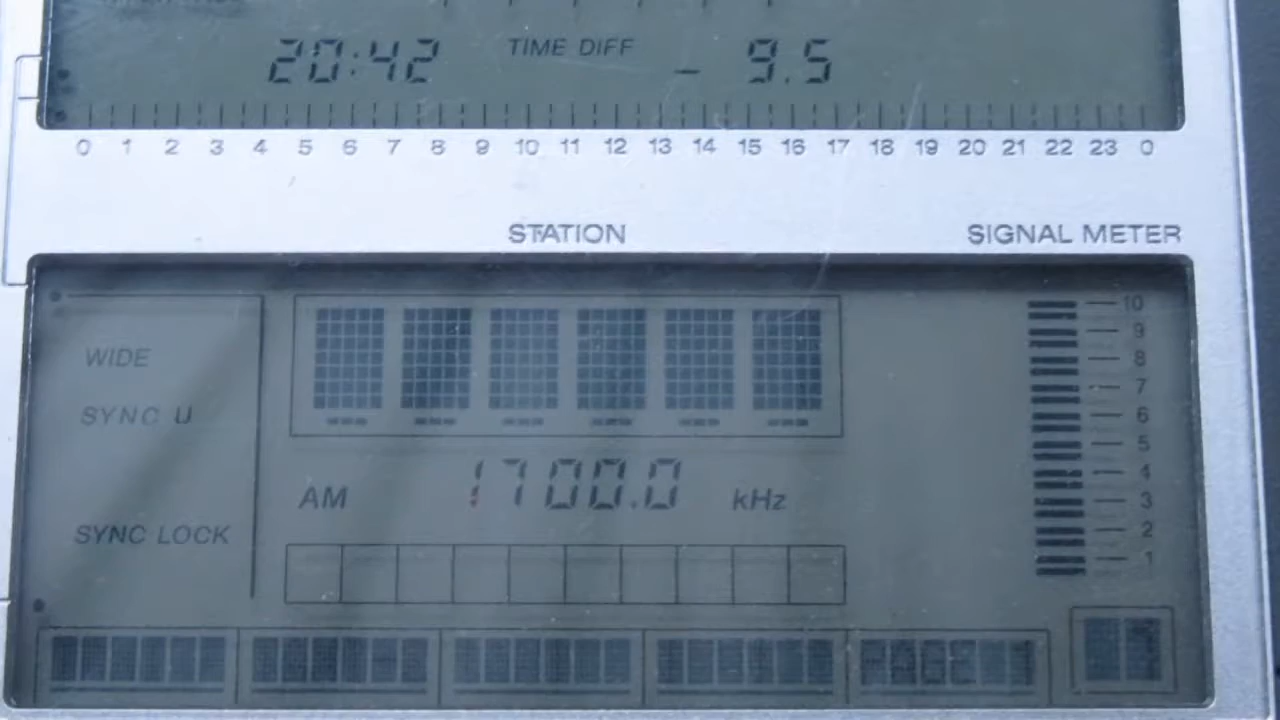 20:42 TIME DIFF - 9.5
0 1 2 3 4 5 6 7 8 9 10 11 12 13 14 15 16 17 18 19 20 21 22 23 0
STATION SIGNAL METER
10
9
WIDE 8
7
SYNC U 6
5
4
AM 1700.0 kHz 3
SYNC LOCK 2
1